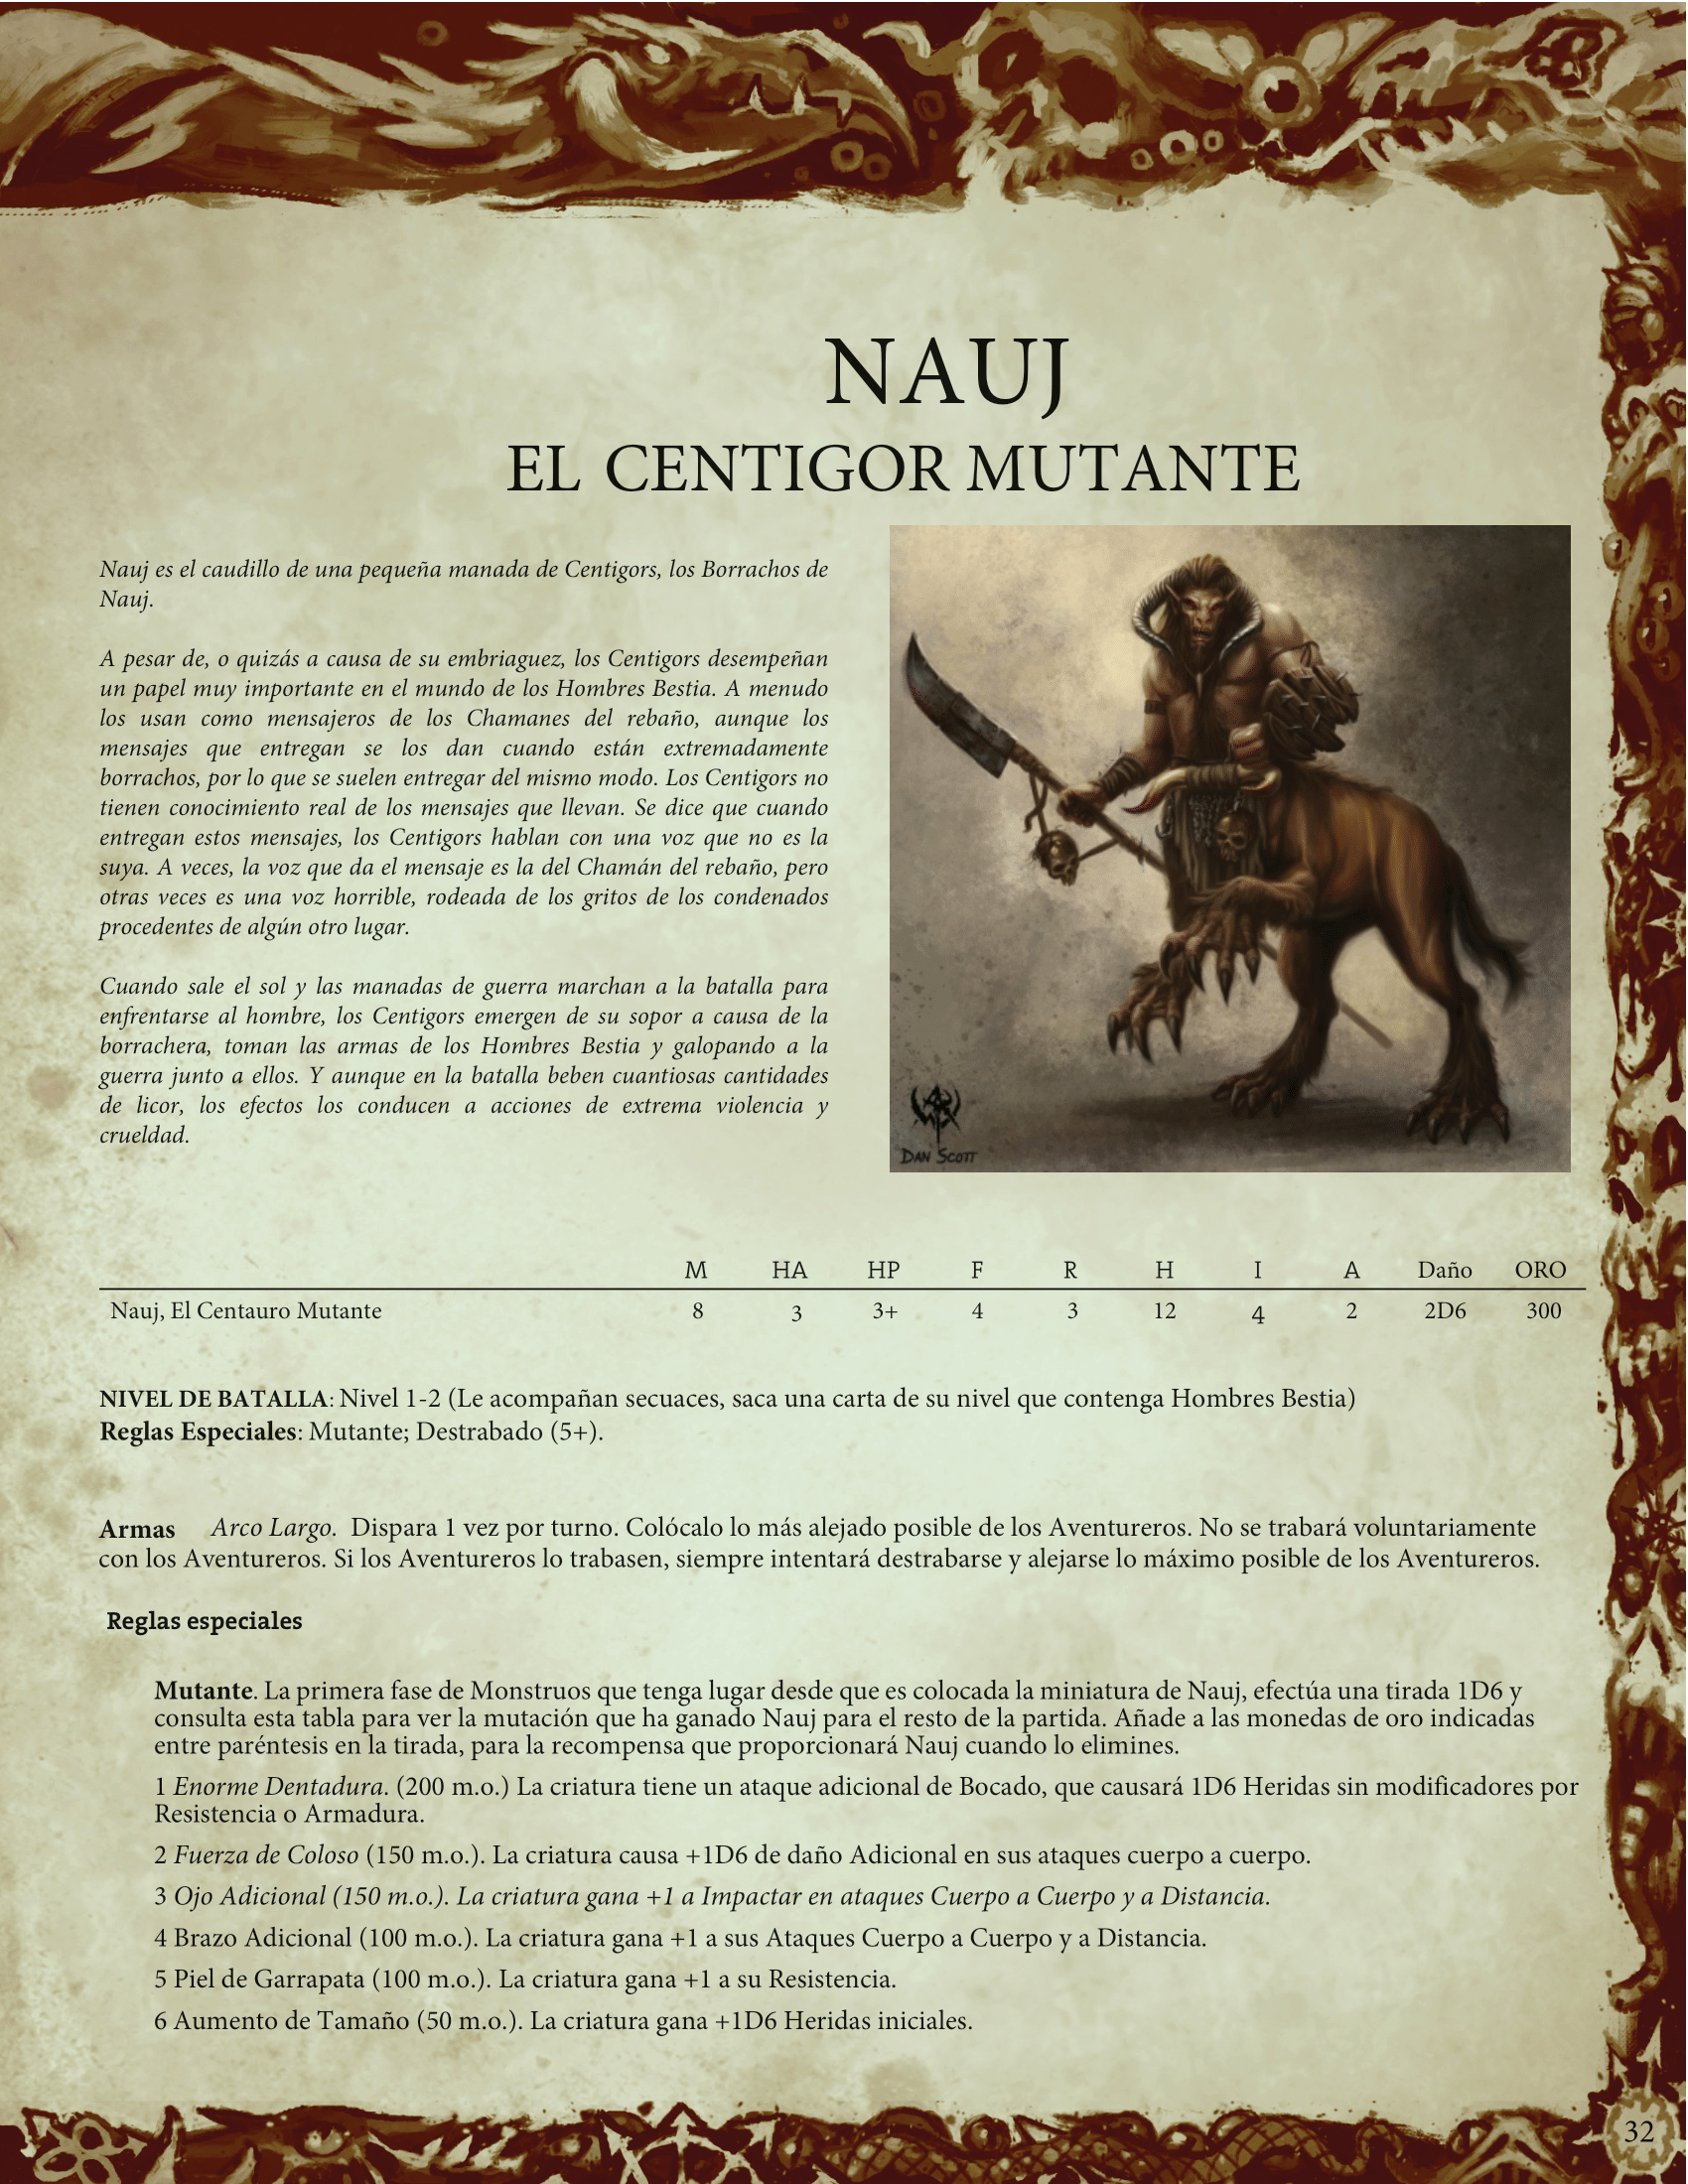 NAUJ
EL CENTIGOR MUTANTE
Nauj es el caudillo de una pequeña manada de Centigors, los Borrachos de
Nauj.
A pesar de, o quizás a causa de su embriaguez, los Centigors desempeñan
un papel muy importante en el mundo de los Hombres Bestia. A menudo
los usan como mensajeros de los Chamanes del rebaño, aunque los
mensajes que entregan se los dan cuando están extremadamente
borrachos, por lo que se suelen entregar del mismo modo. Los Centigors no
tienen conocimiento real de los mensajes que llevan. Se dice que cuando
entregan estos mensajes, los Centigors hablan con una voz que no es la
suya. A veces, la voz que da el mensaje es la del Chamán del rebaño, pero
otras veces es una voz horrible, rodeada de los gritos de los condenados
procedentes de algún otro lugar.
Cuando sale el sol y las manadas de guerra marchan a la batalla para
enfrentarse al hombre, los Centigors emergen de su sopor a causa de la
borrachera, toman las armas de los Hombres Bestia y galopando a la
guerra junto a ellos. Y aunque en la batalla beben cuantiosas cantidades
de licor, los efectos los conducen a acciones de extrema violencia y
crueldad.
DAN SCOTT
M HA HP F R H I A Daño ORO
Nauj, El Centauro Mutante 8 3 3+ 4 3 12 4 2 2D6 300
NIVEL DE BATALLA: Nivel 1-2 (Le acompañan secuaces, saca una carta de su nivel que contenga Hombres Bestia)
Reglas Especiales: Mutante; Destrabado (5+).
Armas Arco Largo. Dispara 1 vez por turno. Colócalo lo más alejado posible de los Aventureros. No se trabará voluntariamente
con los Aventureros. Si los Aventureros lo trabasen, siempre intentará destrabarse y alejarse lo máximo posible de los Aventureros.
Reglas especiales
Mutante. La primera fase de Monstruos que tenga lugar desde que es colocada la miniatura de Nauj, efectúa una tirada 1D6 y
consulta esta tabla para ver la mutación que ha ganado Nauj para el resto de la partida. Añade a las monedas de oro indicadas
entre paréntesis en la tirada, para la recompensa que proporcionará Nauj cuando lo elimines.
1 Enorme Dentadura. (200 m.o.) La criatura tiene un ataque adicional de Bocado, que causará 1D6 Heridas sin modificadores por
Resistencia o Armadura.
2 Fuerza de Coloso (150 m.o.). La criatura causa +1D6 de daño Adicional en sus ataques cuerpo a cuerpo.
3 Ojo Adicional (150 m.o.). La criatura gana +1 a Impactar en ataques Cuerpo a Cuerpo y a Distancia.
4 Brazo Adicional (100 m.o.). La criatura gana +1 a sus Ataques Cuerpo a Cuerpo y a Distancia.
5 Piel de Garrapata (100 m.o.). La criatura gana +1 a su Resistencia.
6 Aumento de Tamaño (50 m.o.). La criatura gana +1D6 Heridas iniciales.
32